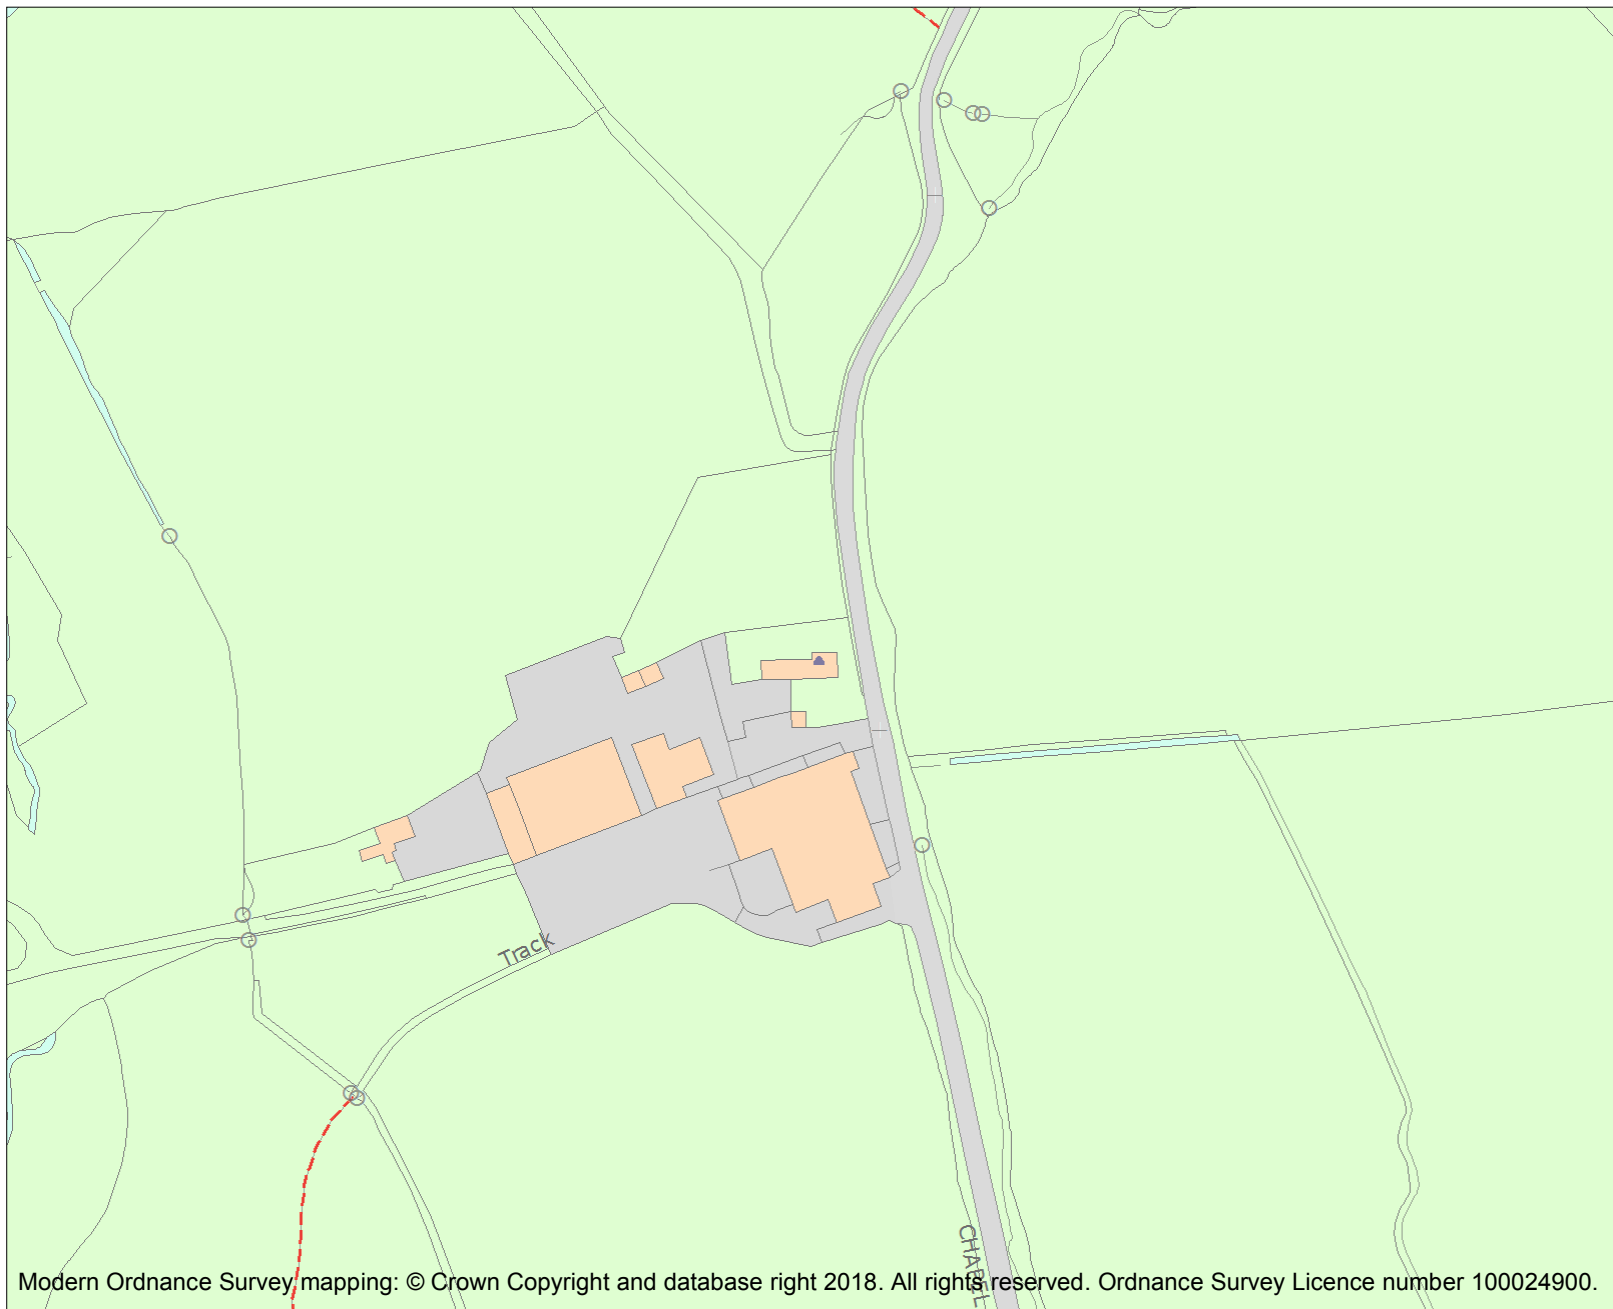 Track
CHAPEL
Modern Ordnance Survey mapping: © Crown Copyright and database right 2018. All rights reserved. Ordnance Survey Licence number 100024900.